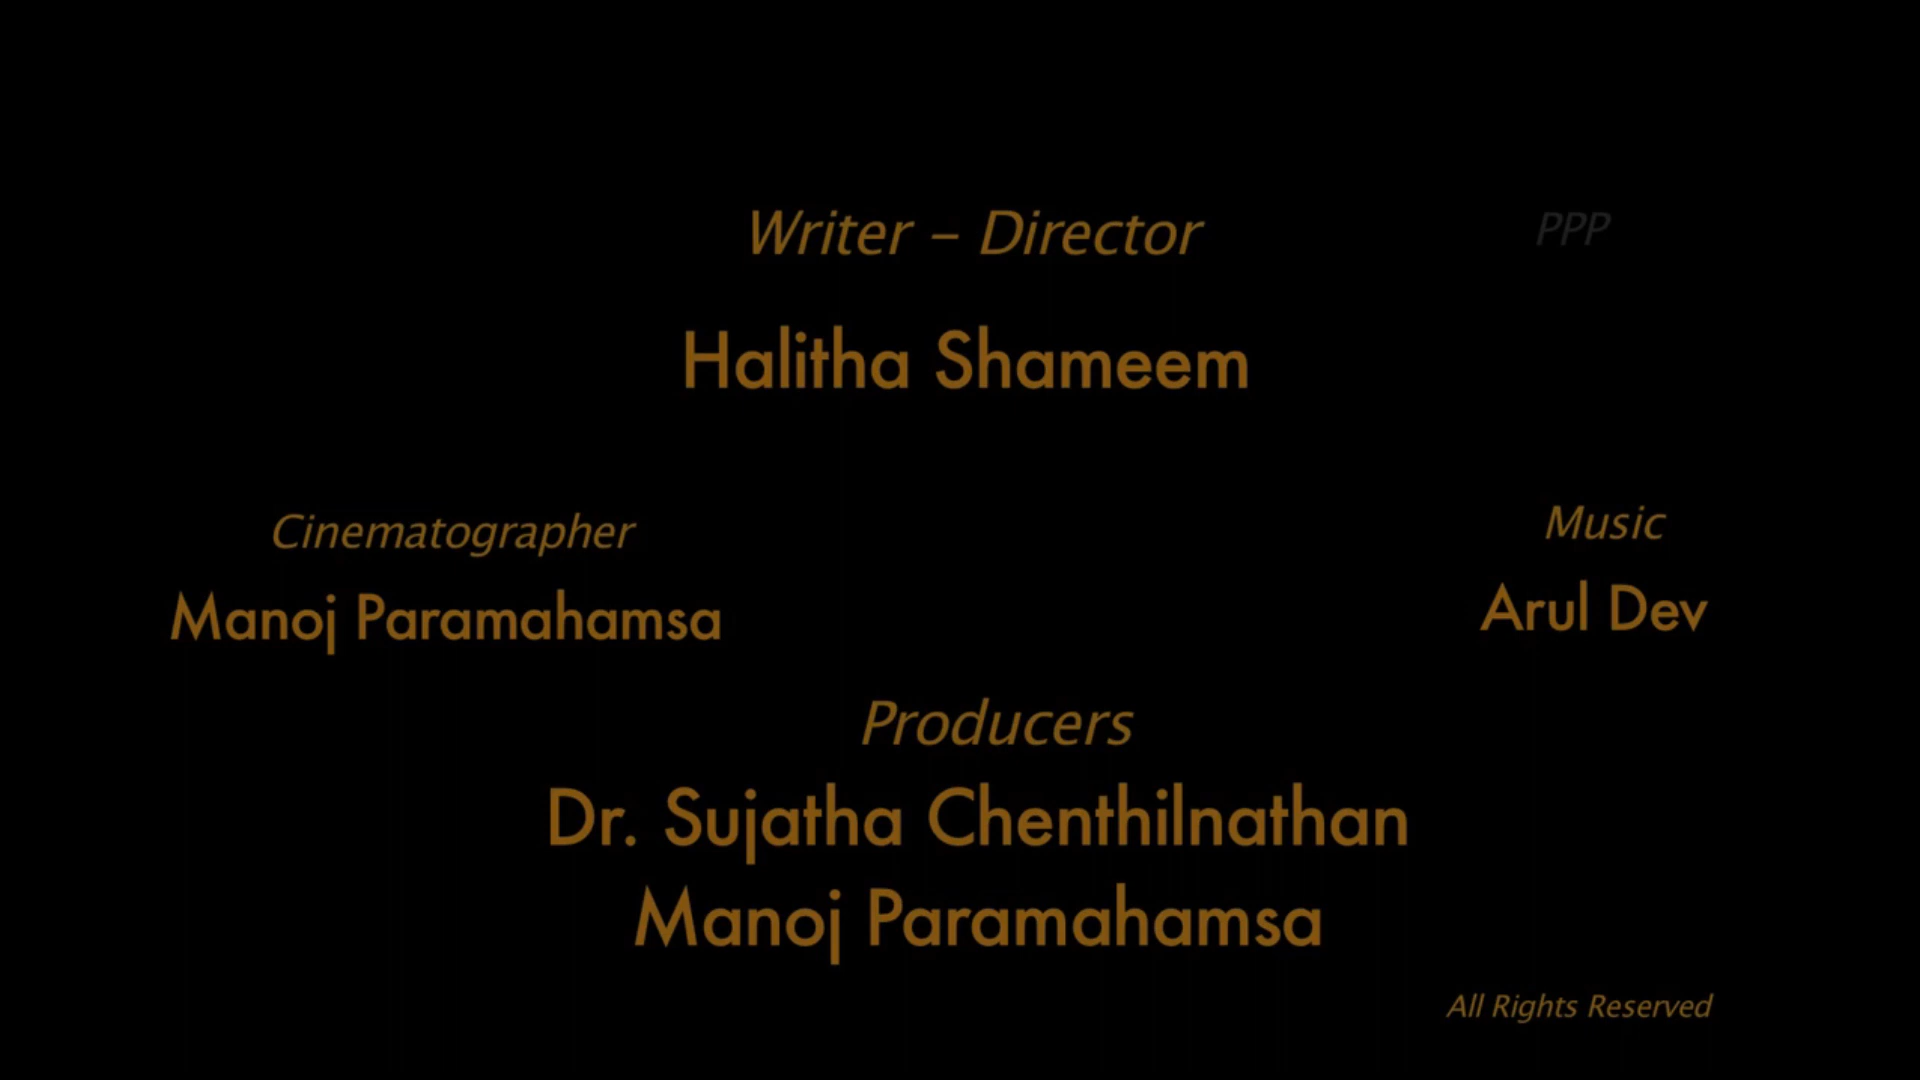 Writer – Director
PPP
Halitha Shameem
Cinematographer
Manoj Paramahamsa
Music
Arul Dev
Producers
Dr. Sujatha Chenthilnathan
Manoj Paramahamsa
All Rights Reserved